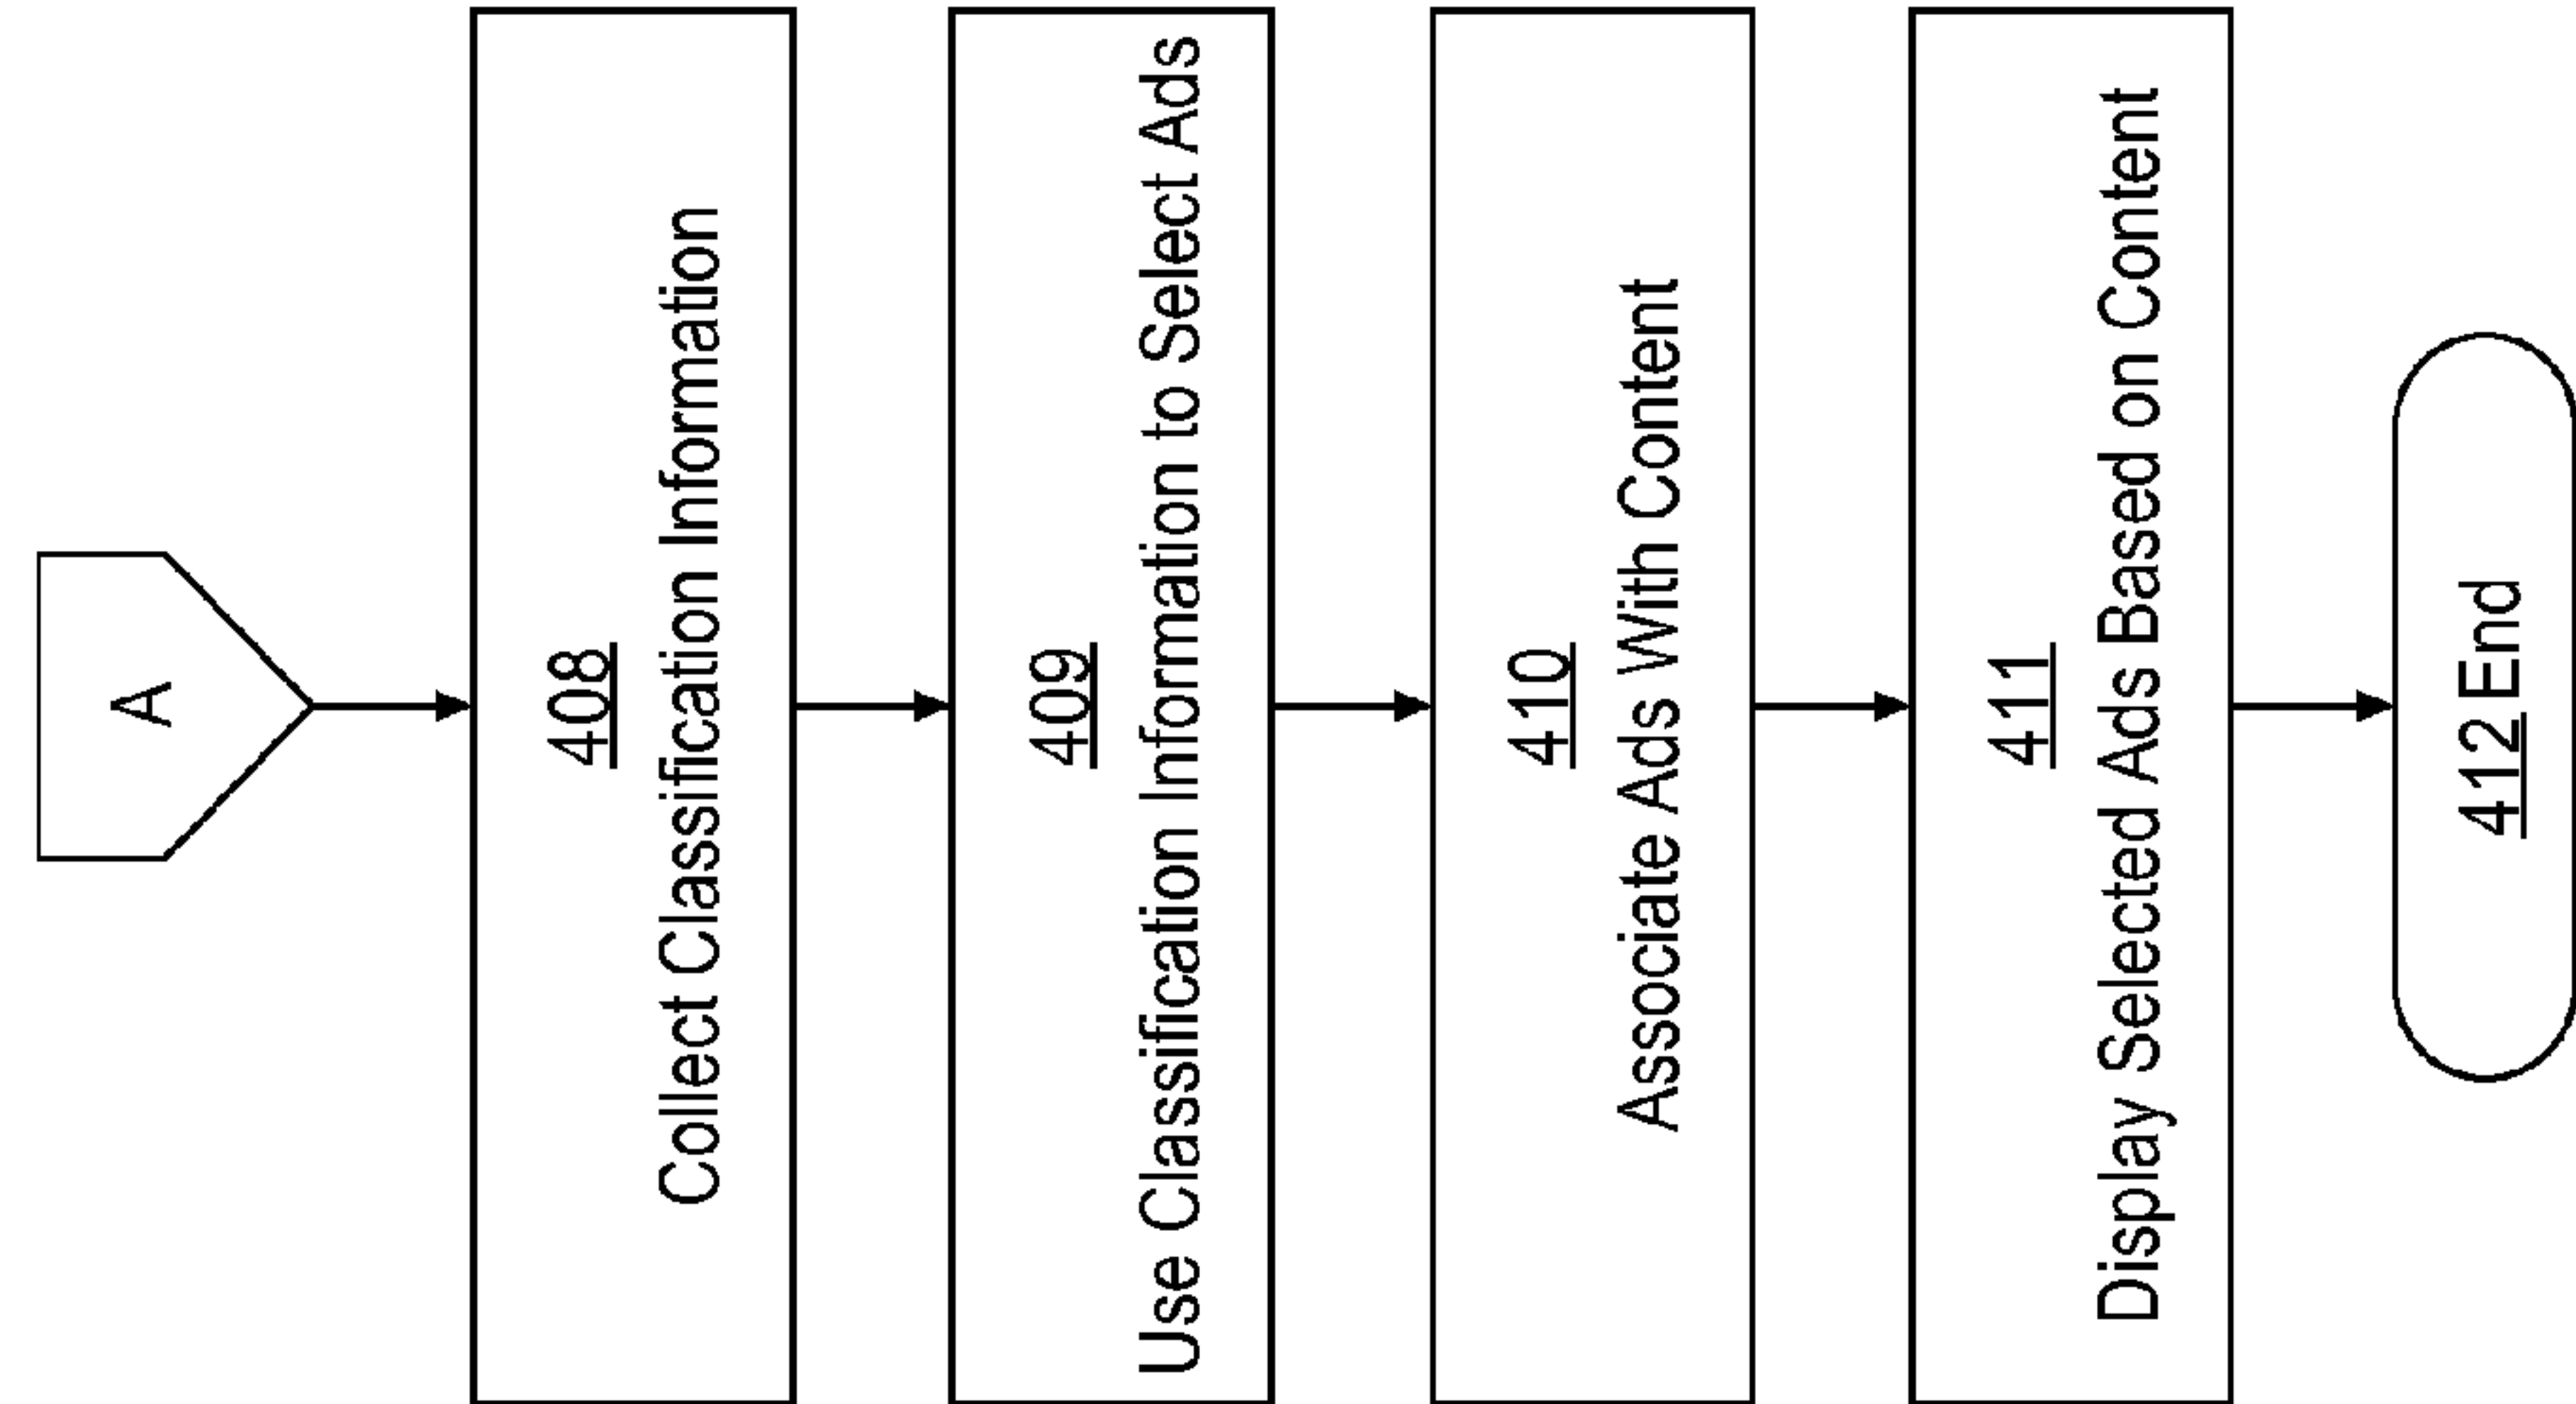 A
408
Collect Classification Information
409
Use Classification Information to Select Ads
410
Associate Ads With Content
411
Display Selected Ads Based on Content
412 End